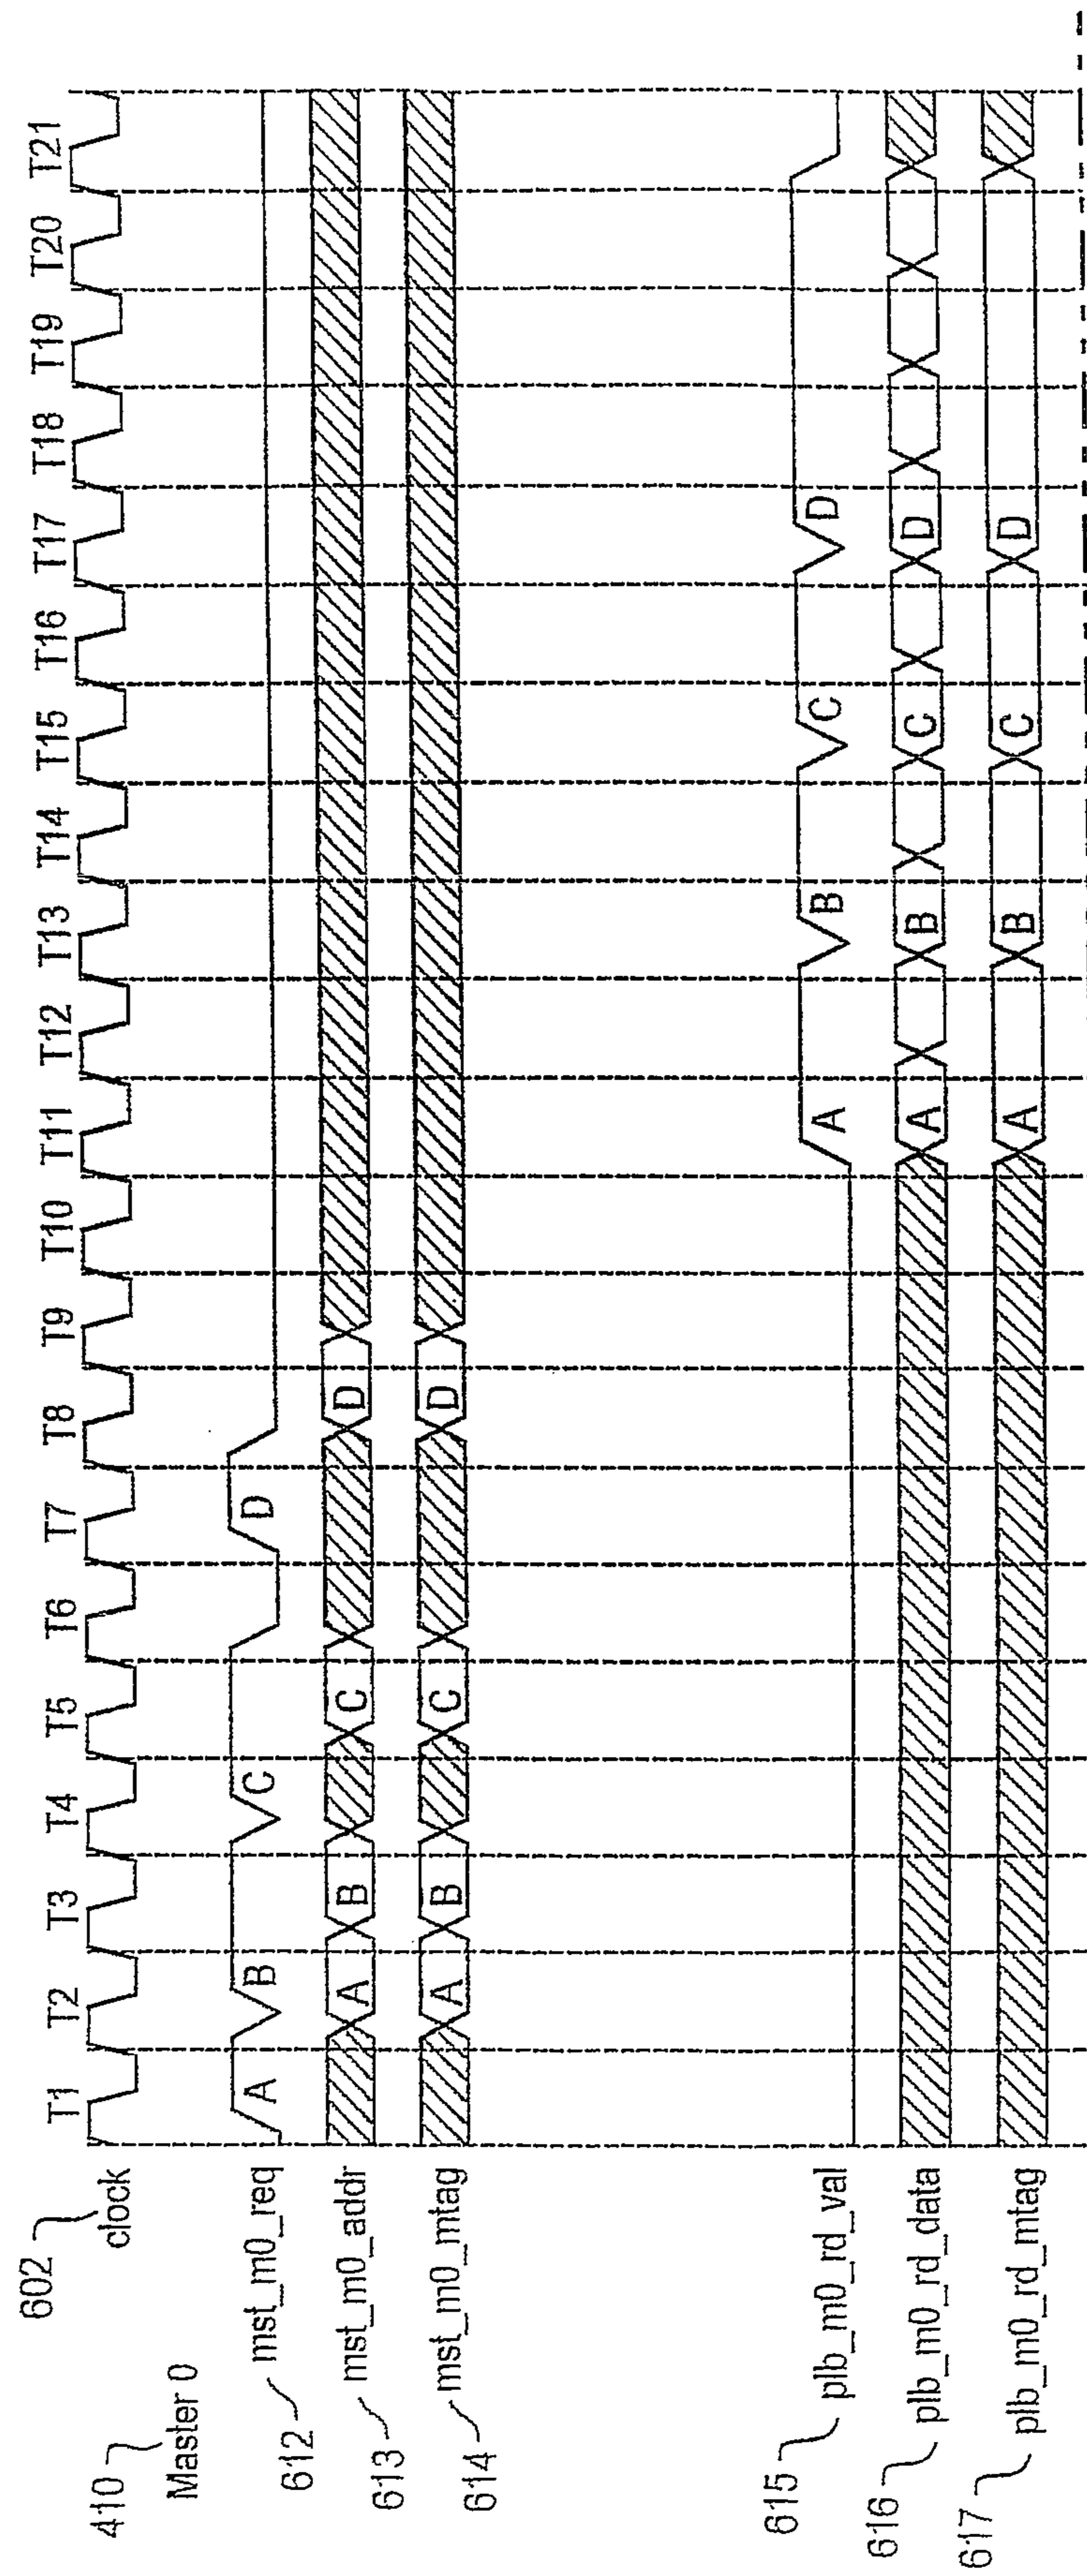 T1 T2 T3 T4 T5 T6 T7 T8 T9 T10 T11 T12 T13 T14 T15 T16 T17 T18 T19 T20 T21
602
clock
410
Master 0
mst_m0_req A B C D
612
mst_m0_addr A B C D
613
mst_m0_mtag A B C D
614
615 plb_m0_rd_val A B C D
616 plb_m0_rd_data A B C D
617 plb_m0_rd_mtag A B C D